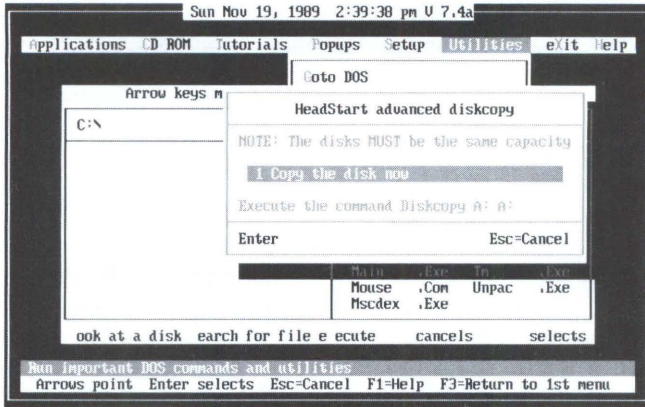 Sun Nov 19, 1989 2:39:38 pm V 7.4a
Applications CD ROM Tutorials Popups Setup Utilities eXit Help
Goto DOS
Arrow keys m
HeadStart advanced diskcopy
C:\
NOTE: The disks MUST be the same capacity
1 Copy the disk now
Execute the command Diskcopy A: A:
Enter Esc=Cancel
Main .Exe Tm .Exe
Mouse .Com Unpac .Exe
Mscdex .Exe
ook at a disk earch for file e ecute cancels selects
Run important DOS commands and utilities
Arrows point Enter selects Esc=Cancel F1=Help F3=Return to 1st menu